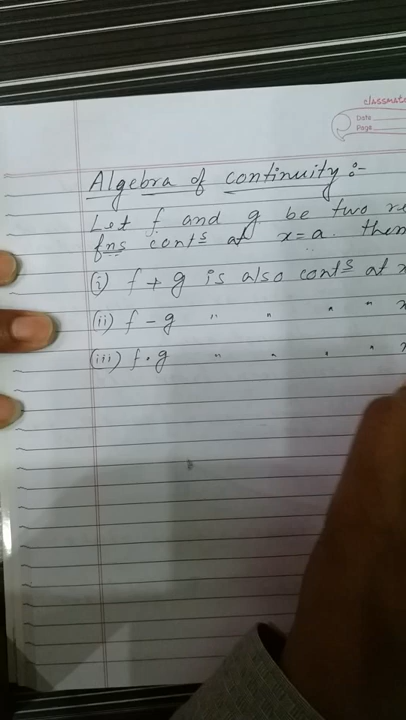 classmate
Date
Page
Algebra of continuity :-
Let f and g be two re
fns conts at x = a. then
(i) f + g is also conts at x
(ii) f - g " " " " x
(iii) f . g " " " " x